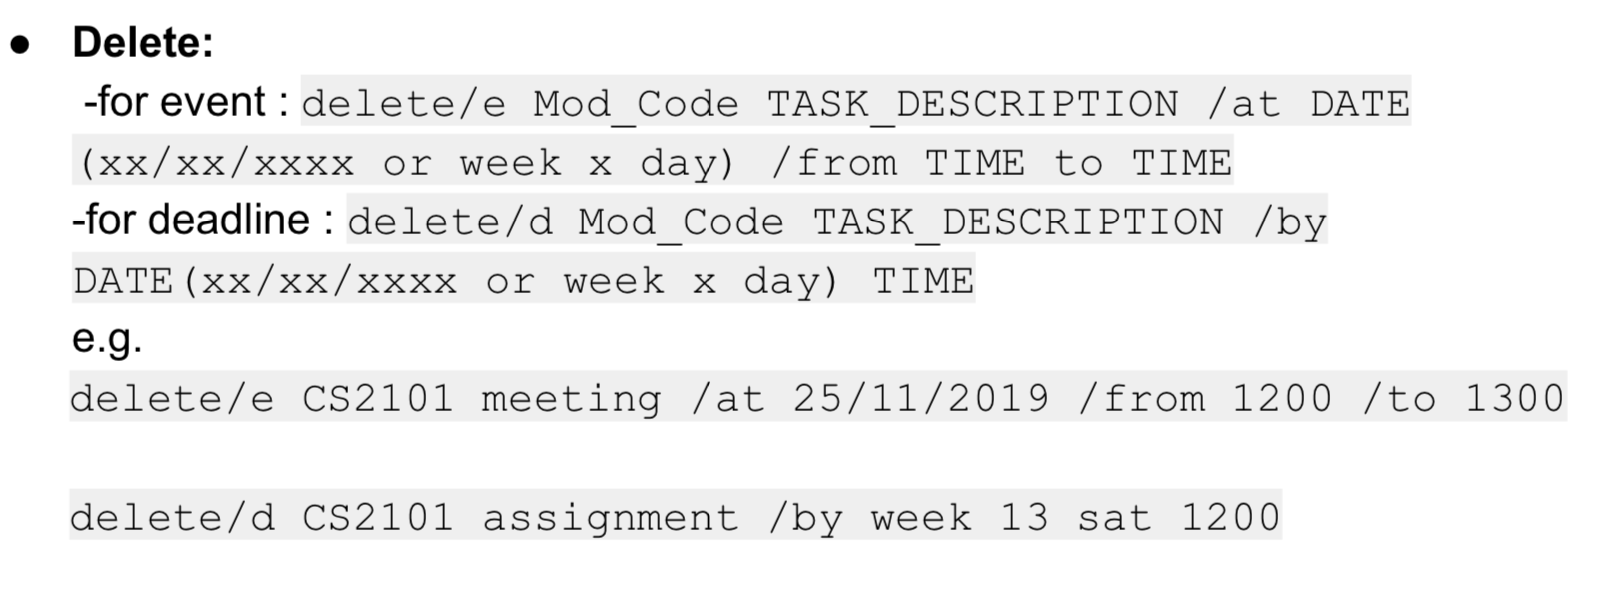 ● Delete:
-for event : delete/e Mod_Code TASK_DESCRIPTION /at DATE
(xx/xx/xxxx or week x day) /from TIME to TIME
-for deadline : delete/d Mod_Code TASK_DESCRIPTION /by
DATE(xx/xx/xxxx or week x day) TIME
e.g.
delete/e CS2101 meeting /at 25/11/2019 /from 1200 /to 1300
delete/d CS2101 assignment /by week 13 sat 1200